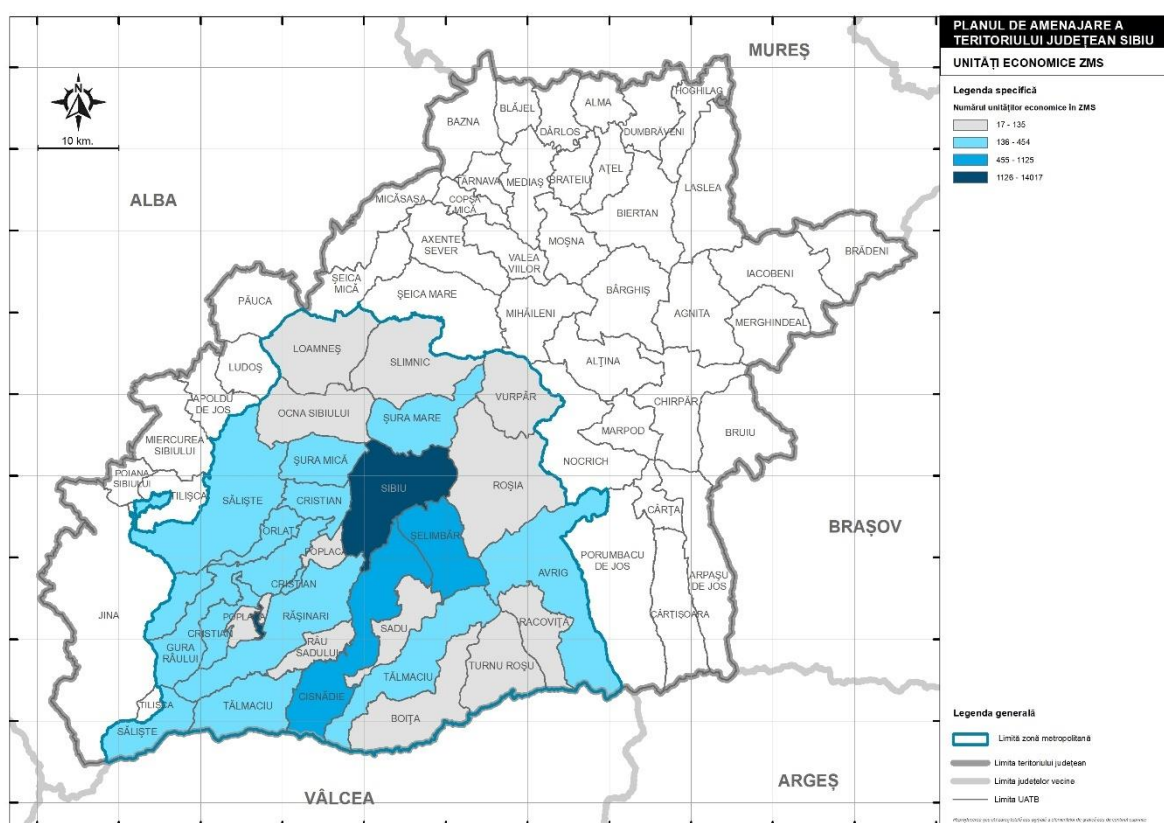 PLANUL DE AMENAJARE A
TERITORIULUI JUDEȚEAN SIBIU
UNITĂȚI ECONOMICE ZMS
Legenda specifică
Numărul unităților economice în ZMS
17 - 135
136 - 454
455 - 1125
1126 - 14017
N
10 km.
MUREȘ
ALBA
BRAȘOV
ARGEȘ
VÂLCEA
HOGHILAG
BLĂJEL
ALMA
BAZNA
DÂRLOS
DUMBRĂVENI
TÂRNAVA
MEDIAȘ
BRATEIU
AȚEL
LASLEA
MICĂSASA
COPȘA
MICĂ
BIERTAN
AXENTE
SEVER
MOȘNA
VALEA
VIILOR
BRĂDENI
IACOBENI
ȘEICA
MICĂ
ȘEICA MARE
BÂRGHIȘ
PĂUCA
MIHĂILENI
AGNITA
MERGHINDEAL
LOAMNEȘ
SLIMNIC
ALȚINA
LUDOȘ
VURPĂR
APOLDU
DE JOS
OCNA SIBIULUI
ȘURA MARE
CHIRPĂR
MARPOD
BRUIU
MIERCUREA
SIBIULUI
ȘURA MICĂ
NOCRICH
POIANA
SIBIULUI
TILIȘCA
SĂLIȘTE
CRISTIAN
SIBIU
ROȘIA
CÂRȚA
ORLAT
ȘELIMBĂR
POPLACA
PORUMBACU
DE JOS
AVRIG
ARPAȘU
DE JOS
CRISTIAN
JINA
POPLACA
RĂȘINARI
CÂRȚIȘOARA
CRISTIAN
SADU
RACOVIȚA
GURA
RÂULUI
RÂU
SADULUI
TURNU ROȘU
TĂLMACIU
TILIȘCA
TĂLMACIU
CISNĂDIE
BOIȚA
SĂLIȘTE
Legenda generală
Limită zonă metropolitană
Limita teritoriului județean
Limita județelor vecine
Limita UATB